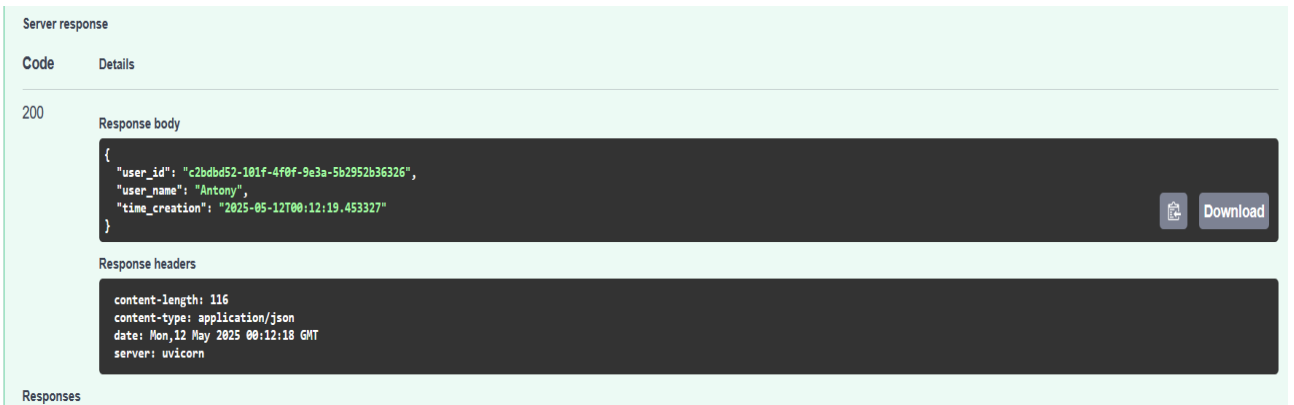 Server response
Code Details
200
Response body
{
"user_id": "c2bdbd52-101f-4f0f-9e3a-5b2952b36326",
"user_name": "Antony",
"time_creation": "2025-05-12T00:12:19.453327"
}
Download
Response headers
content-length: 116
content-type: application/json
date: Mon,12 May 2025 00:12:18 GMT
server: uvicorn
Responses